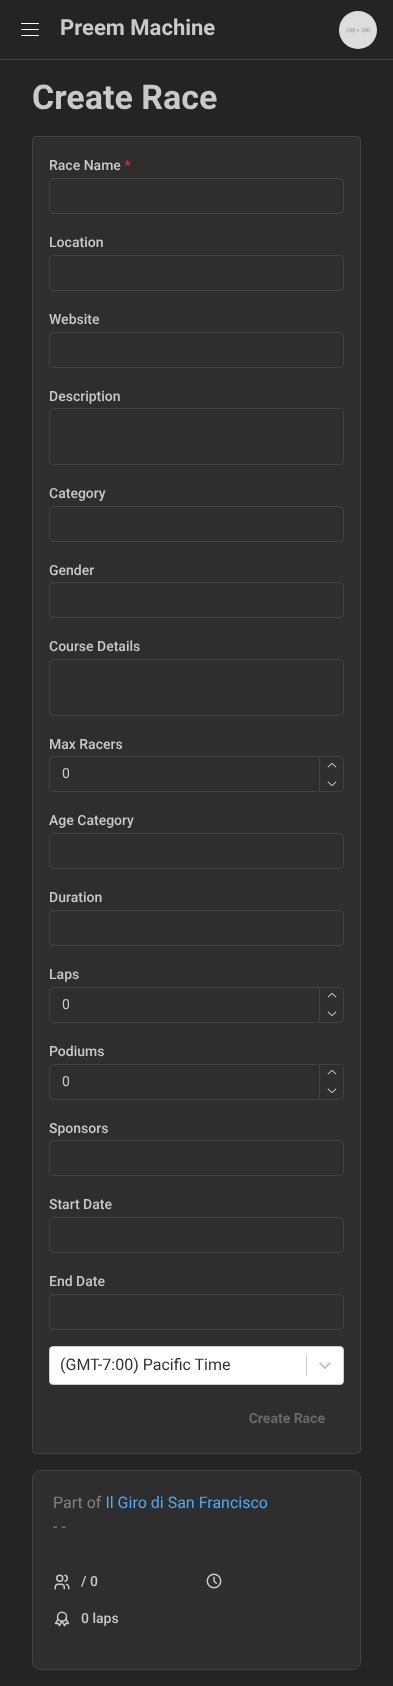 Preem Machine
100 × 100
Create Race
Race Name *
Location
Website
Description
Category
Gender
Course Details
Max Racers
0
Age Category
Duration
Laps
0
Podiums
0
Sponsors
Start Date
End Date
(GMT-7:00) Pacific Time
Create Race
Part of Il Giro di San Francisco
- -
/ 0
0 laps